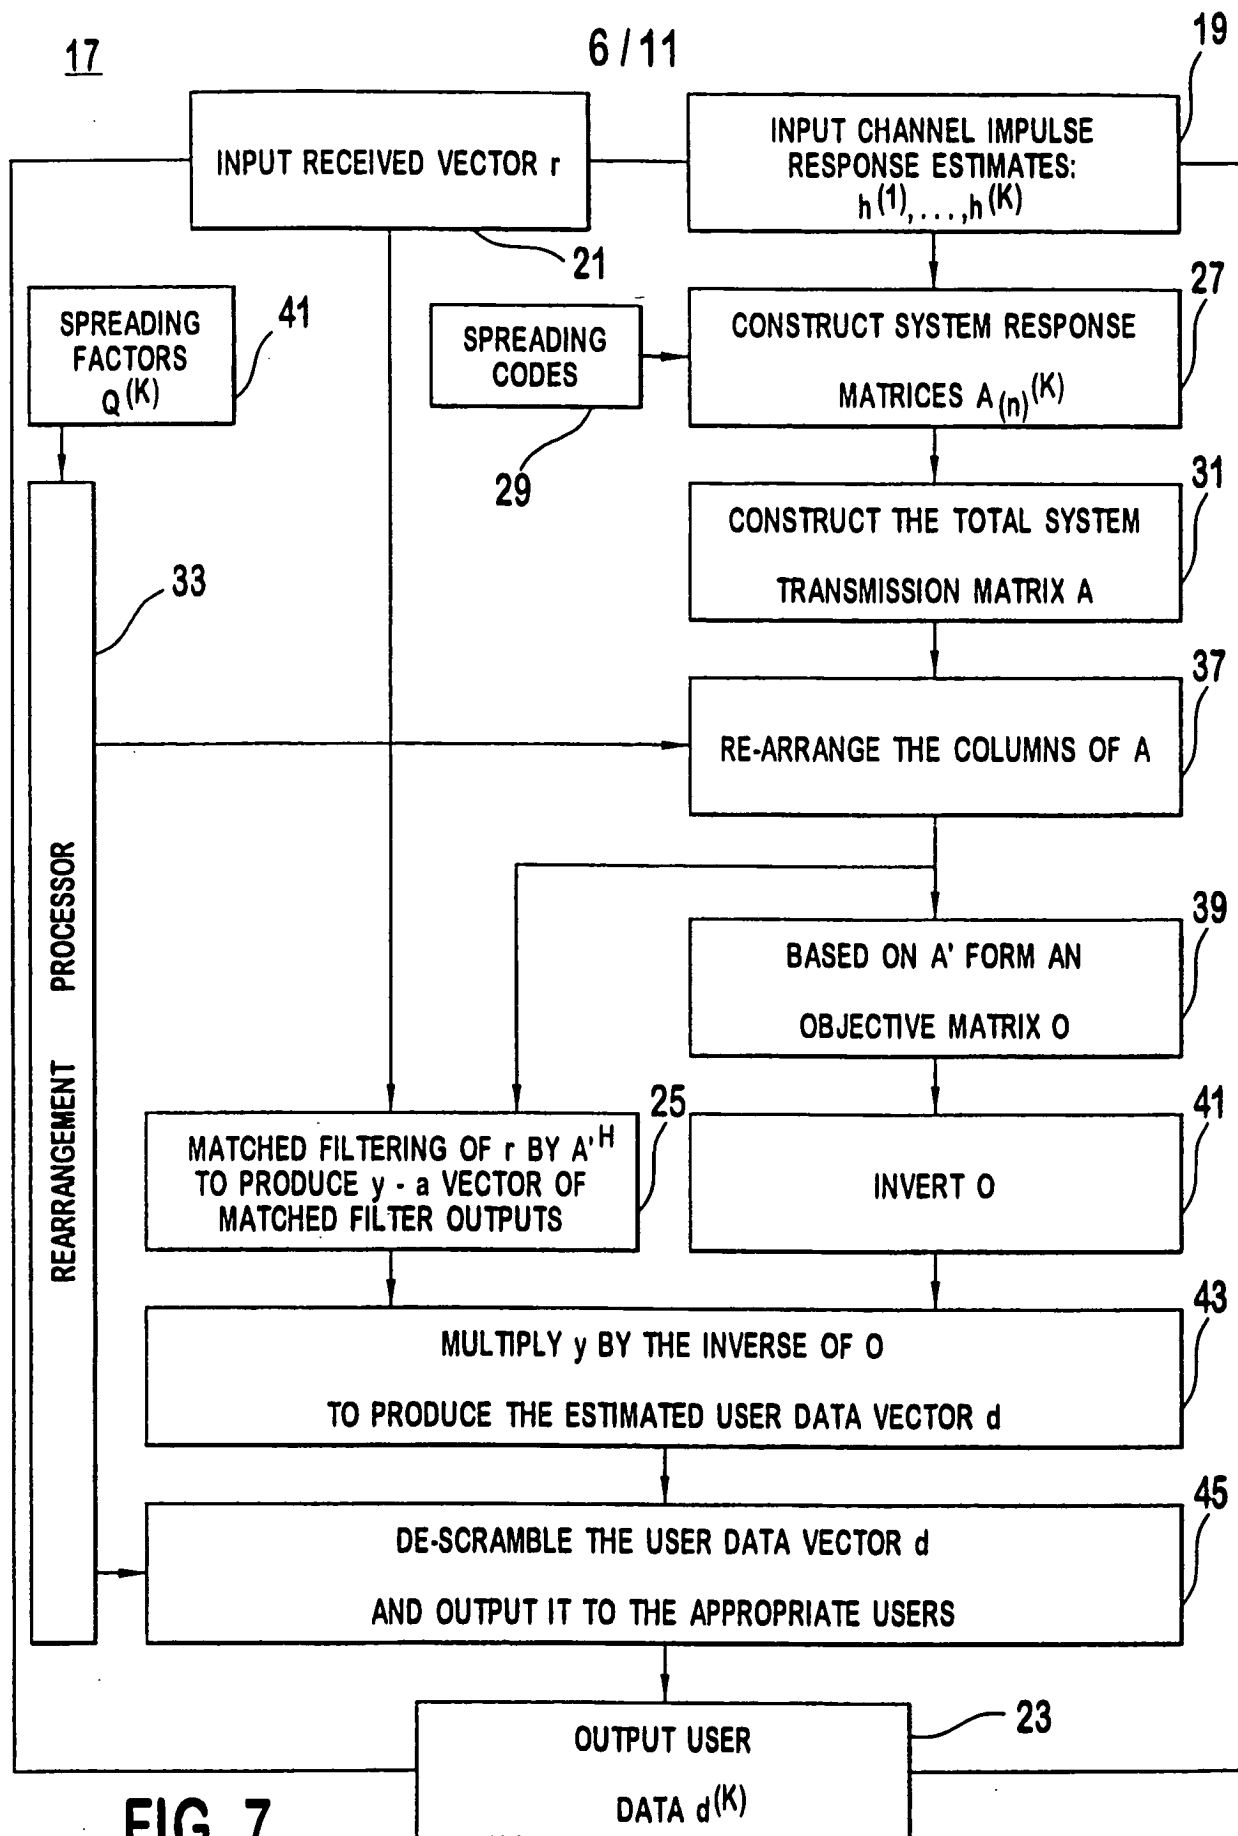 17
6 / 11
19
INPUT RECEIVED VECTOR r
INPUT CHANNEL IMPULSE
RESPONSE ESTIMATES:
h(1), . . . , h(K)
21
SPREADING
FACTORS
Q(K)
41
SPREADING
CODES
29
CONSTRUCT SYSTEM RESPONSE
MATRICES A(n)(K)
27
CONSTRUCT THE TOTAL SYSTEM
TRANSMISSION MATRIX A
31
33
RE-ARRANGE THE COLUMNS OF A
37
REARRANGEMENT PROCESSOR
BASED ON A' FORM AN
OBJECTIVE MATRIX O
39
MATCHED FILTERING OF r BY A'H
TO PRODUCE y - a VECTOR OF
MATCHED FILTER OUTPUTS
25
INVERT O
41
MULTIPLY y BY THE INVERSE OF O
TO PRODUCE THE ESTIMATED USER DATA VECTOR d
43
DE-SCRAMBLE THE USER DATA VECTOR d
AND OUTPUT IT TO THE APPROPRIATE USERS
45
OUTPUT USER
DATA d(K)
23
FIG. 7